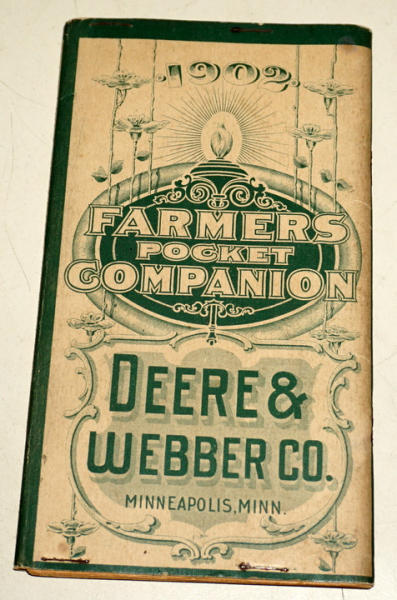 .1902.
FARMERS
POCKET
COMPANION
DEERE &
WEBBER CO.
MINNEAPOLIS, MINN.